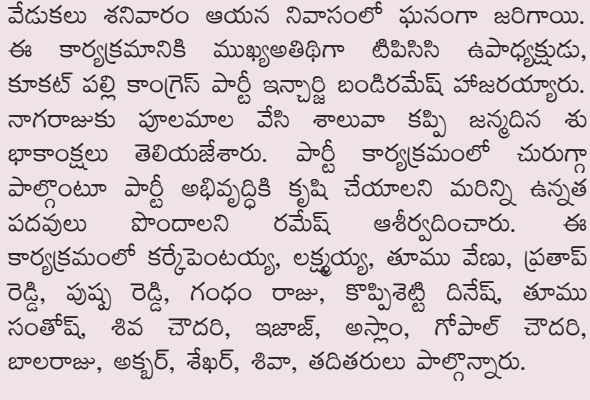 వేడుకలు శనివారం ఆయన నివాసంలో ఘనంగా జరిగాయి.
ఈ కార్యక్రమానికి ముఖ్యఅతిథిగా టిపిసిసి ఉపాధ్యక్షుడు,
కూకట్ పల్లి కాంగ్రెస్ పార్టీ ఇన్చార్జి బండిరమేష్ హాజరయ్యారు.
నాగరాజుకు పూలమాల వేసి శాలువా కప్పి జన్మదిన శు
భాకాంక్షలు తెలియజేశారు. పార్టీ కార్యక్రమంలో చురుగ్గా
పాల్గొంటూ పార్టీ అభివృద్ధికి కృషి చేయాలని మరిన్ని ఉన్నత
పదవులు పొందాలని రమేష్ ఆశీర్వదించారు. ఈ
కార్యక్రమంలో కర్కేపెంటయ్య, లక్ష్మయ్య, తూము వేణు, ప్రతాప్
రెడ్డి, పుష్ప రెడ్డి, గంధం రాజు, కొప్పిశెట్టి దినేష్, తూము
సంతోష్, శివ చౌదరి, ఇజాజ్, అస్లాం, గోపాల్ చౌదరి,
బాలరాజు, అక్బర్, శేఖర్, శివా, తదితరులు పాల్గొన్నారు.